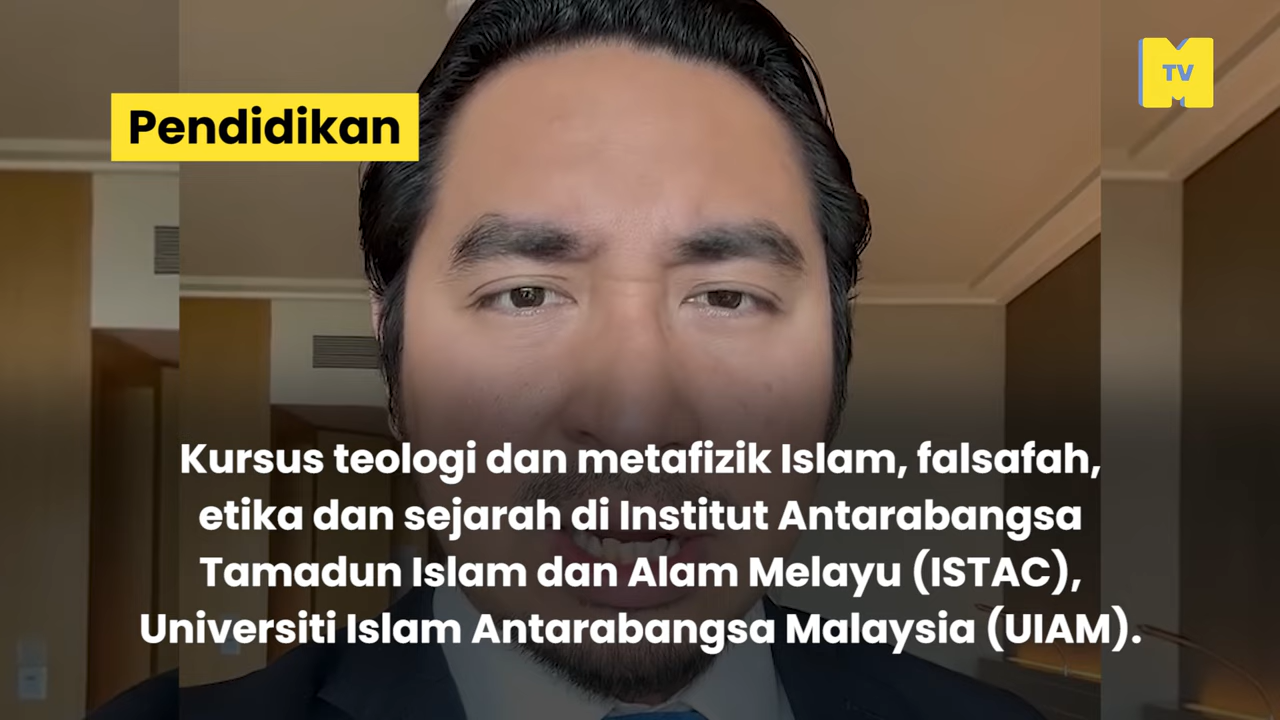 TV
Pendidikan
Kursus teologi dan metafizik Islam, falsafah,
etika dan sejarah di Institut Antarabangsa
Tamadun Islam dan Alam Melayu (ISTAC),
Universiti Islam Antarabangsa Malaysia (UIAM).